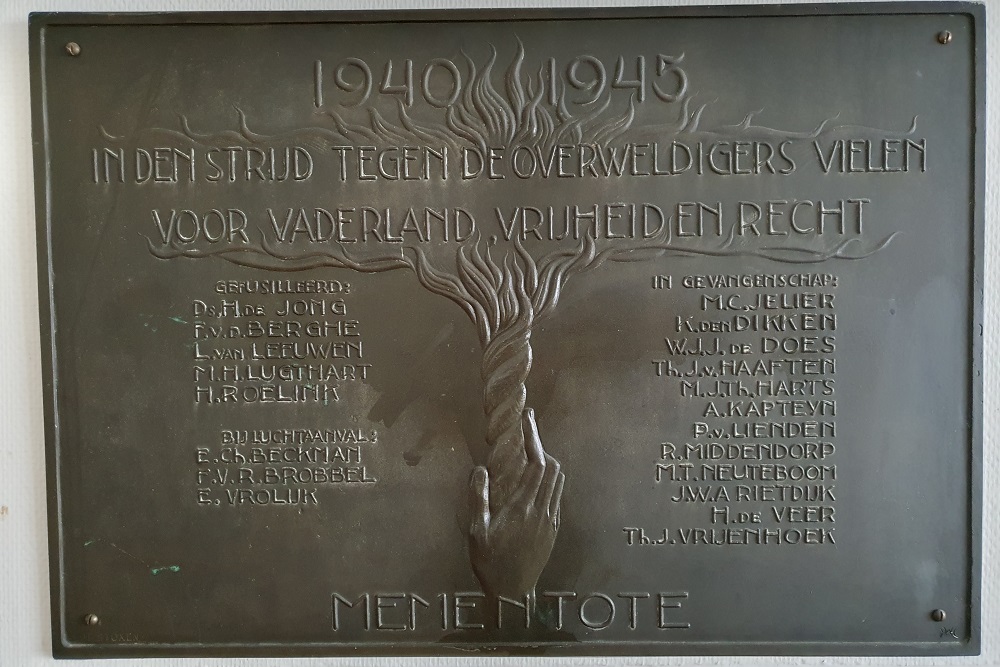 1940 1945
IN DEN STRIJD TEGEN DE OVERWELDIGERS VIELEN
VOOR VADERLAND, VRIJHEID EN RECHT
GEFUSILLEERD:
Ds. H. DE JONG
F. v. D. BERGHE
L. VAN LEEUWEN
M. H. LUGTHART
H. ROELINK
BIJ LUCHTAANVAL:
E. Ch. BECKMAN
F. V. R. BROBBEL
E. VROLIJK
IN GEVANGENSCHAP:
M. C. JELIER
K. DEN DIKKEN
W. J. J. DE DOES
Th. J. v. HAAFTEN
M. J. Th. HARTS
A. KAPTEYN
P. v. LIENDEN
R. MIDDENDORP
M. T. NEUTEBOOM
J. W. A RIETDIJK
H. DE VEER
Th. J. VRIJENHOEK
MEMENTOTE